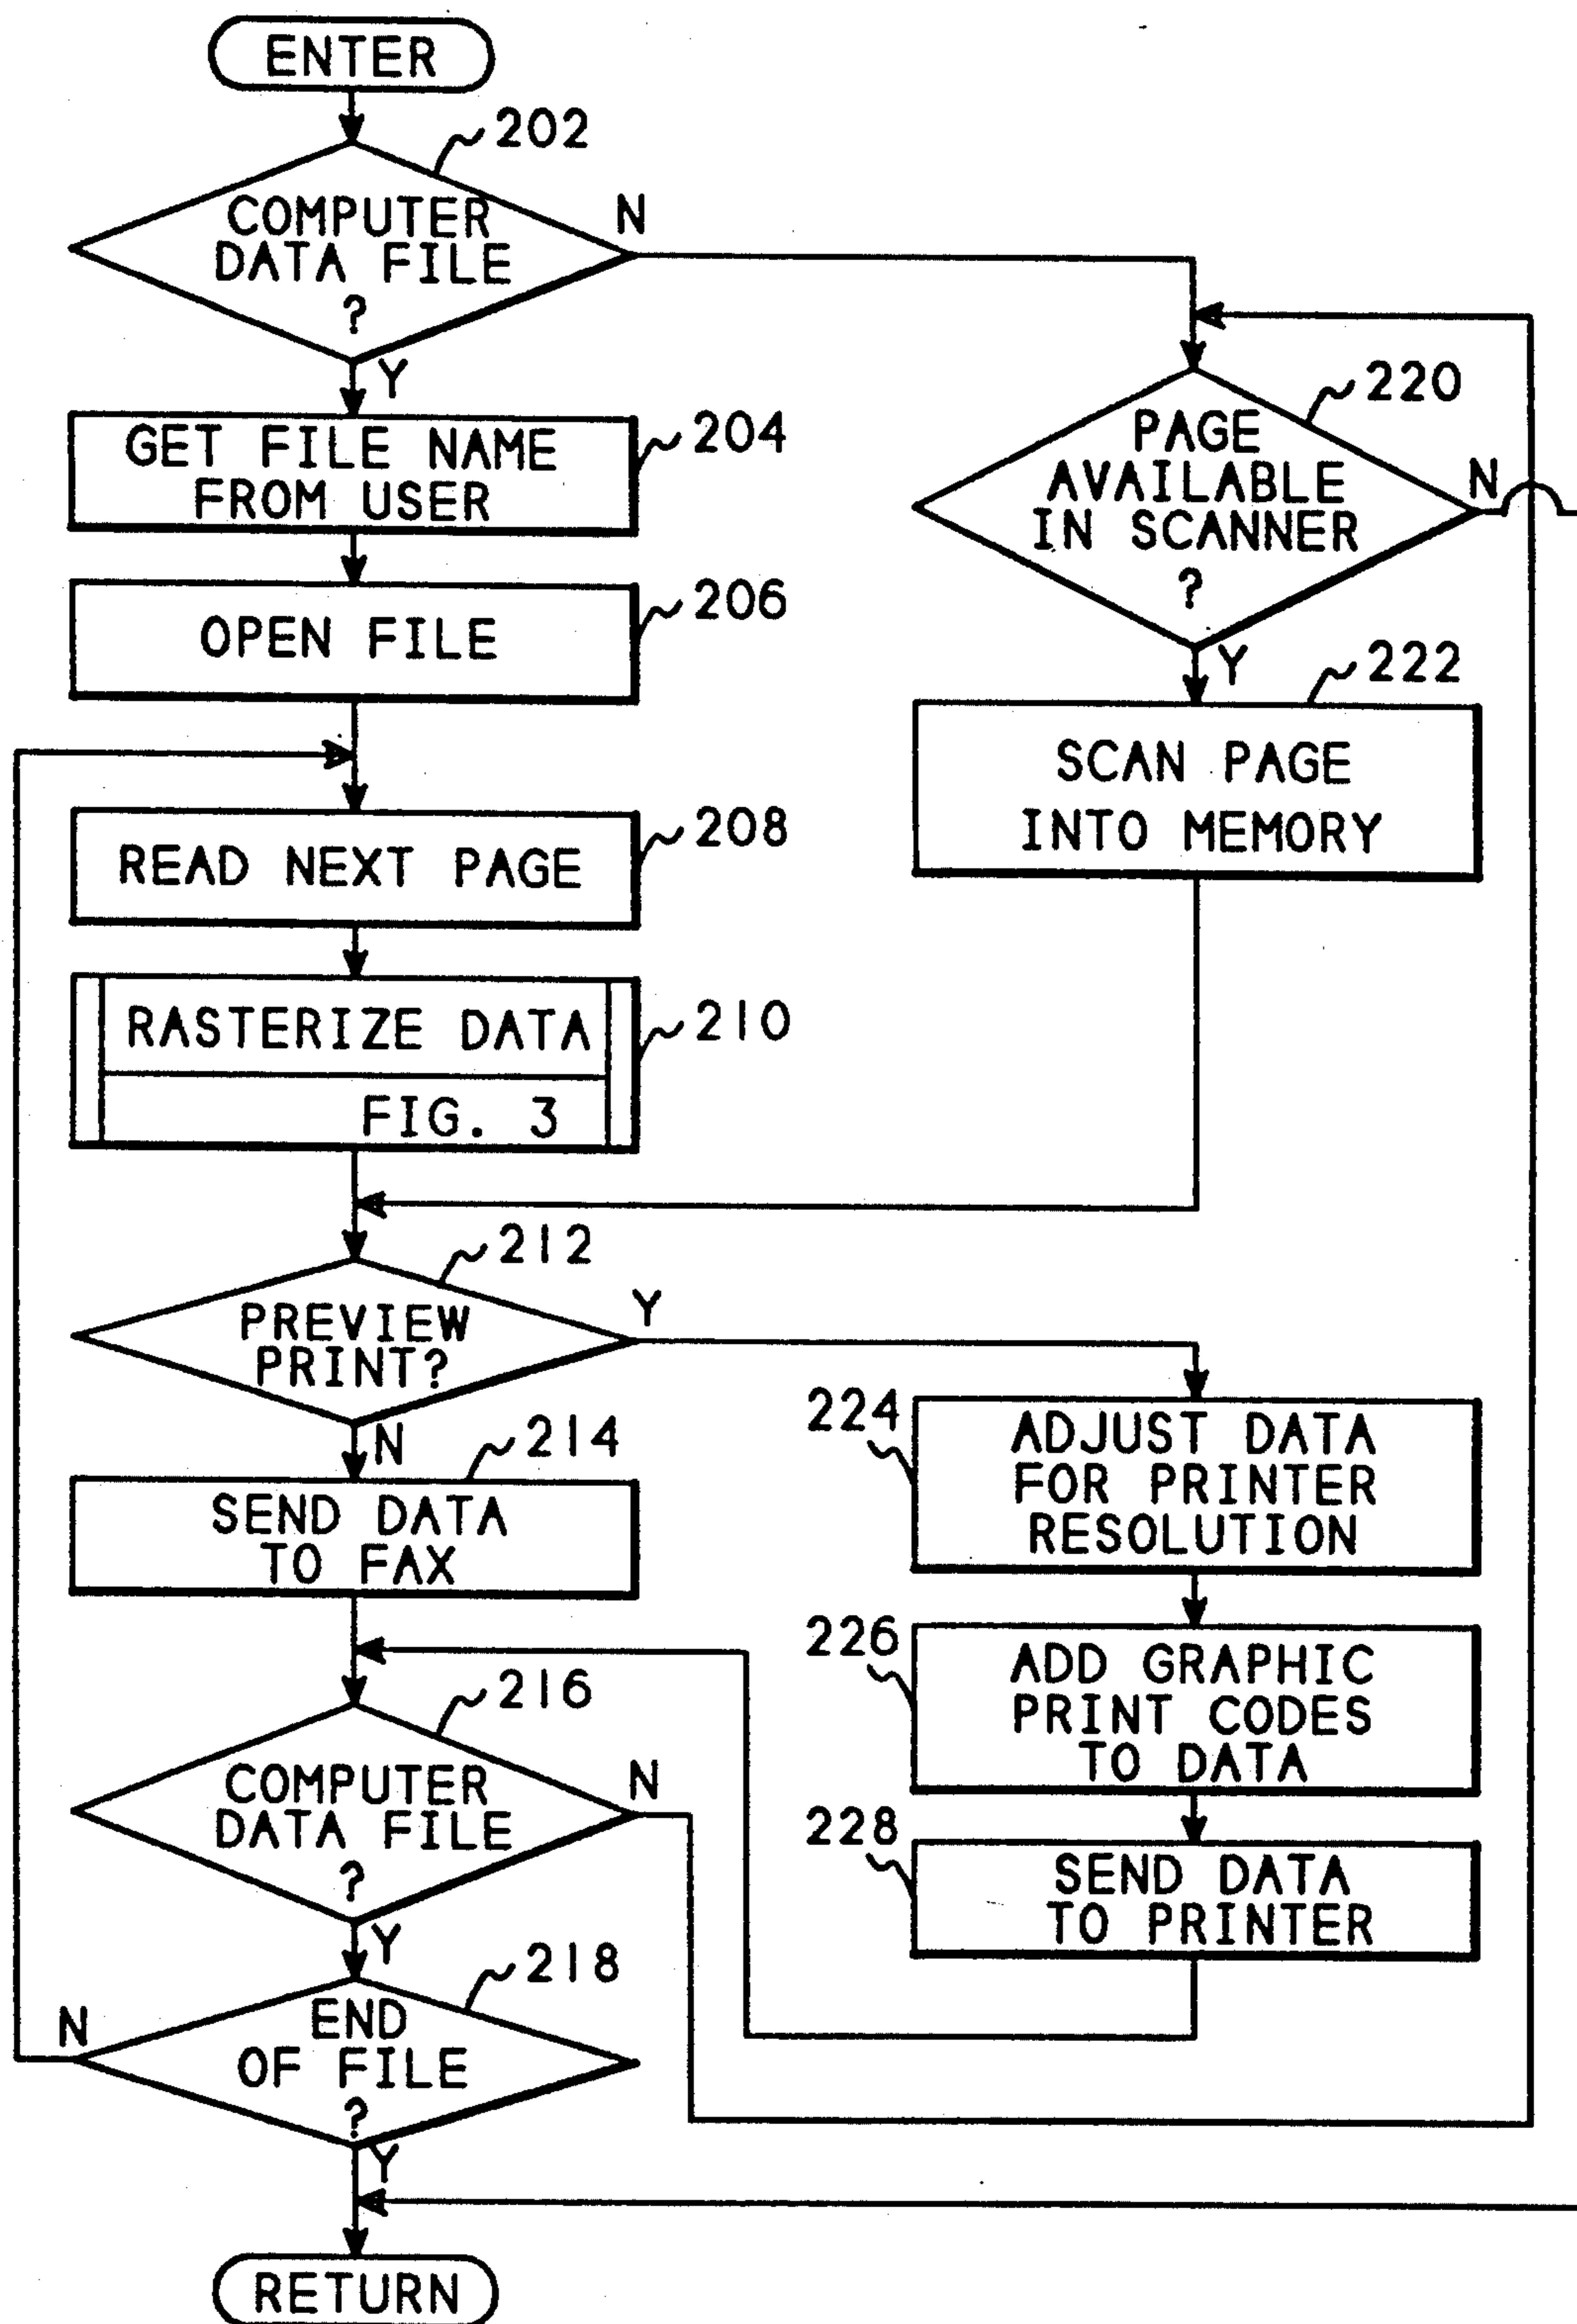 ENTER
202
COMPUTER
DATA FILE
?
N
Y
204
GET FILE NAME
FROM USER
206
OPEN FILE
208
READ NEXT PAGE
210
RASTERIZE DATA
FIG. 3
212
PREVIEW
PRINT?
Y
N
214
SEND DATA
TO FAX
216
COMPUTER
DATA FILE
?
N
Y
218
END
OF FILE
?
N
Y
RETURN
220
PAGE
AVAILABLE
IN SCANNER
?
N
Y
222
SCAN PAGE
INTO MEMORY
224
ADJUST DATA
FOR PRINTER
RESOLUTION
226
ADD GRAPHIC
PRINT CODES
TO DATA
228
SEND DATA
TO PRINTER